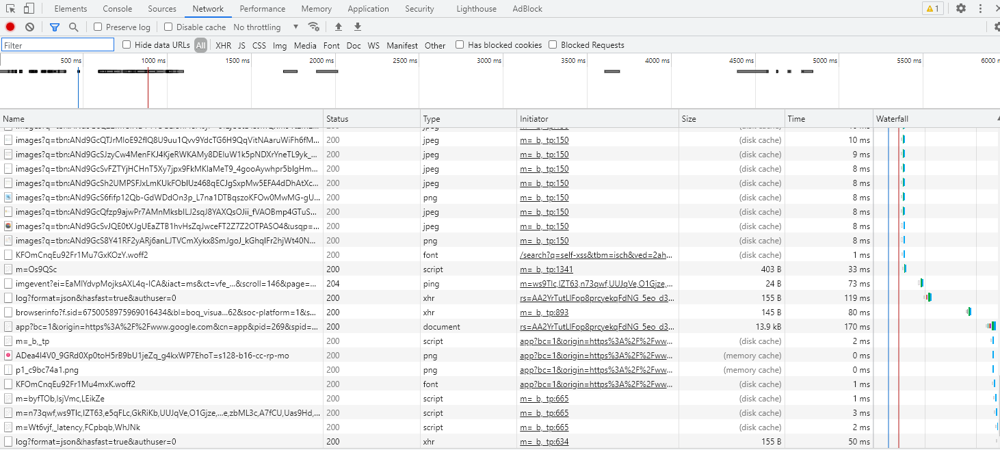 Elements Console Sources Network Performance Memory Application Security Lighthouse AdBlock 1
Preserve log Disable cache No throttling
Filter Hide data URLs All XHR JS CSS Img Media Font Doc WS Manifest Other Has blocked cookies Blocked Requests
500 ms 1000 ms 1500 ms 2000 ms 2500 ms 3000 ms 3500 ms 4000 ms 4500 ms 5000 ms 5500 ms 6000 m
Name Status Type Initiator Size Time Waterfall
images?q=tbn:ANd9GcQTJrMIoE92fIQ8U9uu1Qvv9YdcTG6H9QqVitNAaruWiFh6fM... 200 jpeg m=_b,_tp:150 (disk cache) 10 ms
images?q=tbn:ANd9GcSJzyCw4MenFKJ4KjeRWKAMy8DEluW1k5pNDXrYneTL9yk_... 200 jpeg m=_b,_tp:150 (disk cache) 9 ms
images?q=tbn:ANd9GcSvFZTYjHCHnT5Xy7jpx9FkMKlaMeT9_4gooAywhpr5bIgHm... 200 jpeg m=_b,_tp:150 (disk cache) 8 ms
images?q=tbn:ANd9GcSh2UMPSFJxLmKUkFObIUz468qECJgSxpMw5EFA4dDhAtXc... 200 jpeg m=_b,_tp:150 (disk cache) 8 ms
images?q=tbn:ANd9GcS6fifp12Qb-GdWDdOn3p_L7na1DTBqszoKFOw0MwMG-gU... 200 png m=_b,_tp:150 (disk cache) 8 ms
images?q=tbn:ANd9GcQfzp9ajwPr7AMnMksbILJ2sqJ8YAXQsOJii_fVAOBmp4GTuS... 200 jpeg m=_b,_tp:150 (disk cache) 8 ms
images?q=tbn:ANd9GcSvJQE0tXJgUEaZTB1hvHsZqJwceFT2Z7Z2OTPASO4&usqp=... 200 jpeg m=_b,_tp:150 (disk cache) 8 ms
images?q=tbn:ANd9GcS8Y41RF2yARj6anLJTVCmXykx8SmJgoJ_kGhqIFr2hjWt40N... 200 png m=_b,_tp:150 (disk cache) 8 ms
KFOmCnqEu92Fr1Mu7GxKOzY.woff2 200 font /search?q=self-xss&tbm=isch&ved=2ah... (disk cache) 1 ms
m=Os9QSc 200 script m=_b,_tp:1341 403 B 33 ms
imgevent?ei=EaMlYdvpMojksAXL4q-ICA&iact=ms&ct=vfe_...&scroll=146&page=... 204 ping m=ws9Tlc,IZT63,n73qwf,UUJqVe,O1Gjze,... 24 B 73 ms
log?format=json&hasfast=true&authuser=0 200 xhr rs=AA2YrTutLlFop8prcyekqFdNG_5eo_d3... 155 B 119 ms
browserinfo?f.sid=6750058975969016434&bl=boq_visua...62&soc-platform=1&s... 200 xhr m=_b,_tp:893 145 B 80 ms
app?bc=1&origin=https%3A%2F%2Fwww.google.com&cn=app&pid=269&spid=... 200 document rs=AA2YrTutLlFop8prcyekqFdNG_5eo_d3... 13.9 kB 170 ms
m=_b,_tp 200 script app?bc=1&origin=https%3A%2F%2Fww... (disk cache) 2 ms
ADea4I4V0_9GRd0Xp0toH5rB9bU1jeZq_g4kxWP7EhoT=s128-b16-cc-rp-mo 200 png app?bc=1&origin=https%3A%2F%2Fww... (memory cache) 0 ms
p1_c9bc74a1.png 200 png app?bc=1&origin=https%3A%2F%2Fww... (memory cache) 0 ms
KFOmCnqEu92Fr1Mu4mxK.woff2 200 font app?bc=1&origin=https%3A%2F%2Fww... (disk cache) 1 ms
m=byfTOb,lsjVmc,LEikZe 200 script m=_b,_tp:665 (disk cache) 1 ms
m=n73qwf,ws9Tlc,IZT63,e5qFLc,GkRiKb,UUJqVe,O1Gjze,...e,zbML3c,A7fCU,Uas9Hd,... 200 script m=_b,_tp:665 (disk cache) 3 ms
m=Wt6vjf,_latency,FCpbqb,WhJNk 200 script m=_b,_tp:665 (disk cache) 2 ms
log?format=json&hasfast=true&authuser=0 200 xhr m=_b,_tp:634 155 B 50 ms